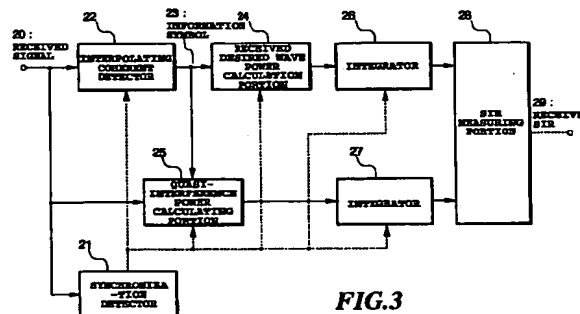 20:
RECEIVED
SIGNAL
22
INTERPOLATING
COHERENT
DETECTOR
23:
INFORMATION
SYMBOL
24
RECEIVED
DESIRED WAVE
POWER
CALCULATION
PORTION
26
INTEGRATOR
28
SIR
MEASURING
PORTION
29:
RECEIVED
SIR
25
QUASI-
INTERFERENCE
POWER
CALCULATING
PORTION
27
INTEGRATOR
21
SYNCHRONIZA
-TION
DETECTOR
FIG.3